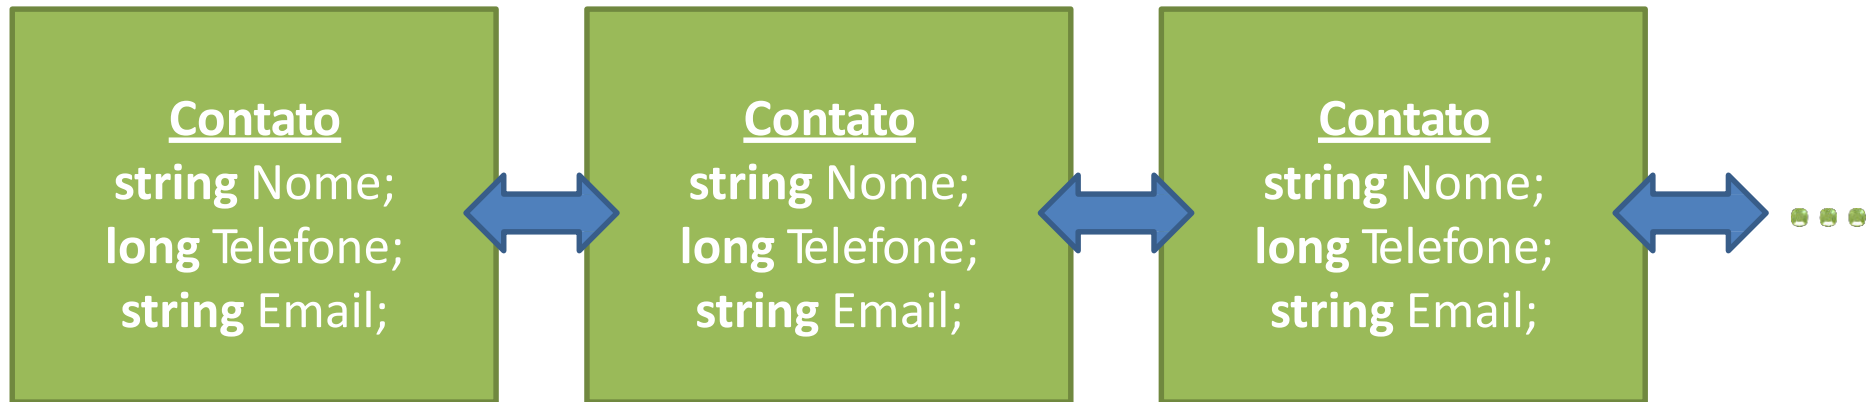 Contato
string Nome;
long Telefone;
string Email;
Contato
string Nome;
long Telefone;
string Email;
Contato
string Nome;
long Telefone;
string Email;